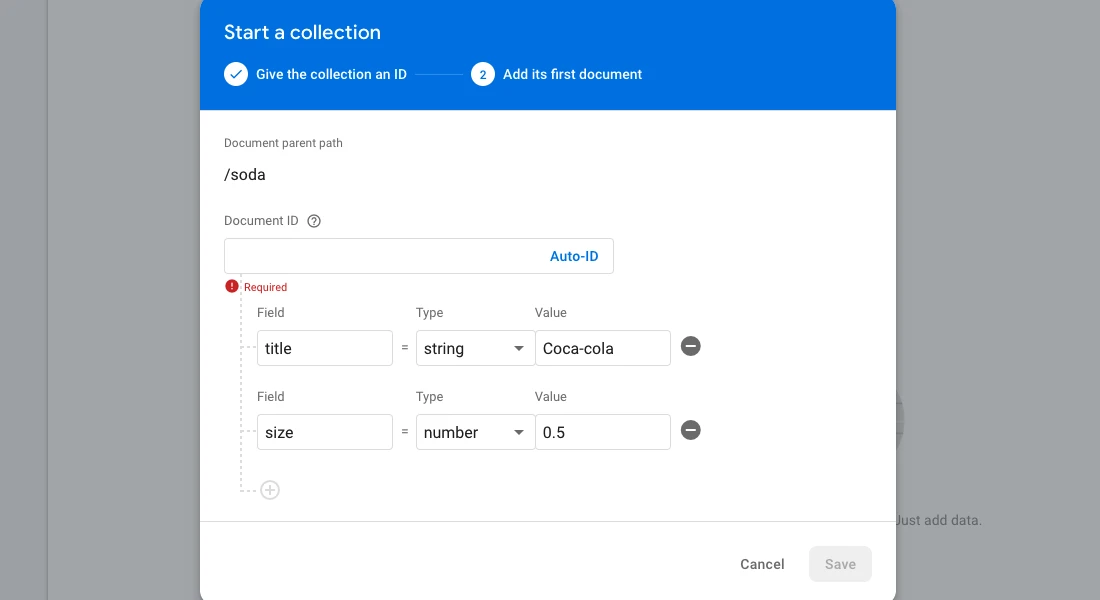 Start a collection
Give the collection an ID 2 Add its first document
Document parent path
/soda
Document ID
Auto-ID
Required
Field Type Value
title = string Coca-cola
Field Type Value
size = number 0.5
Just add data.
Cancel Save